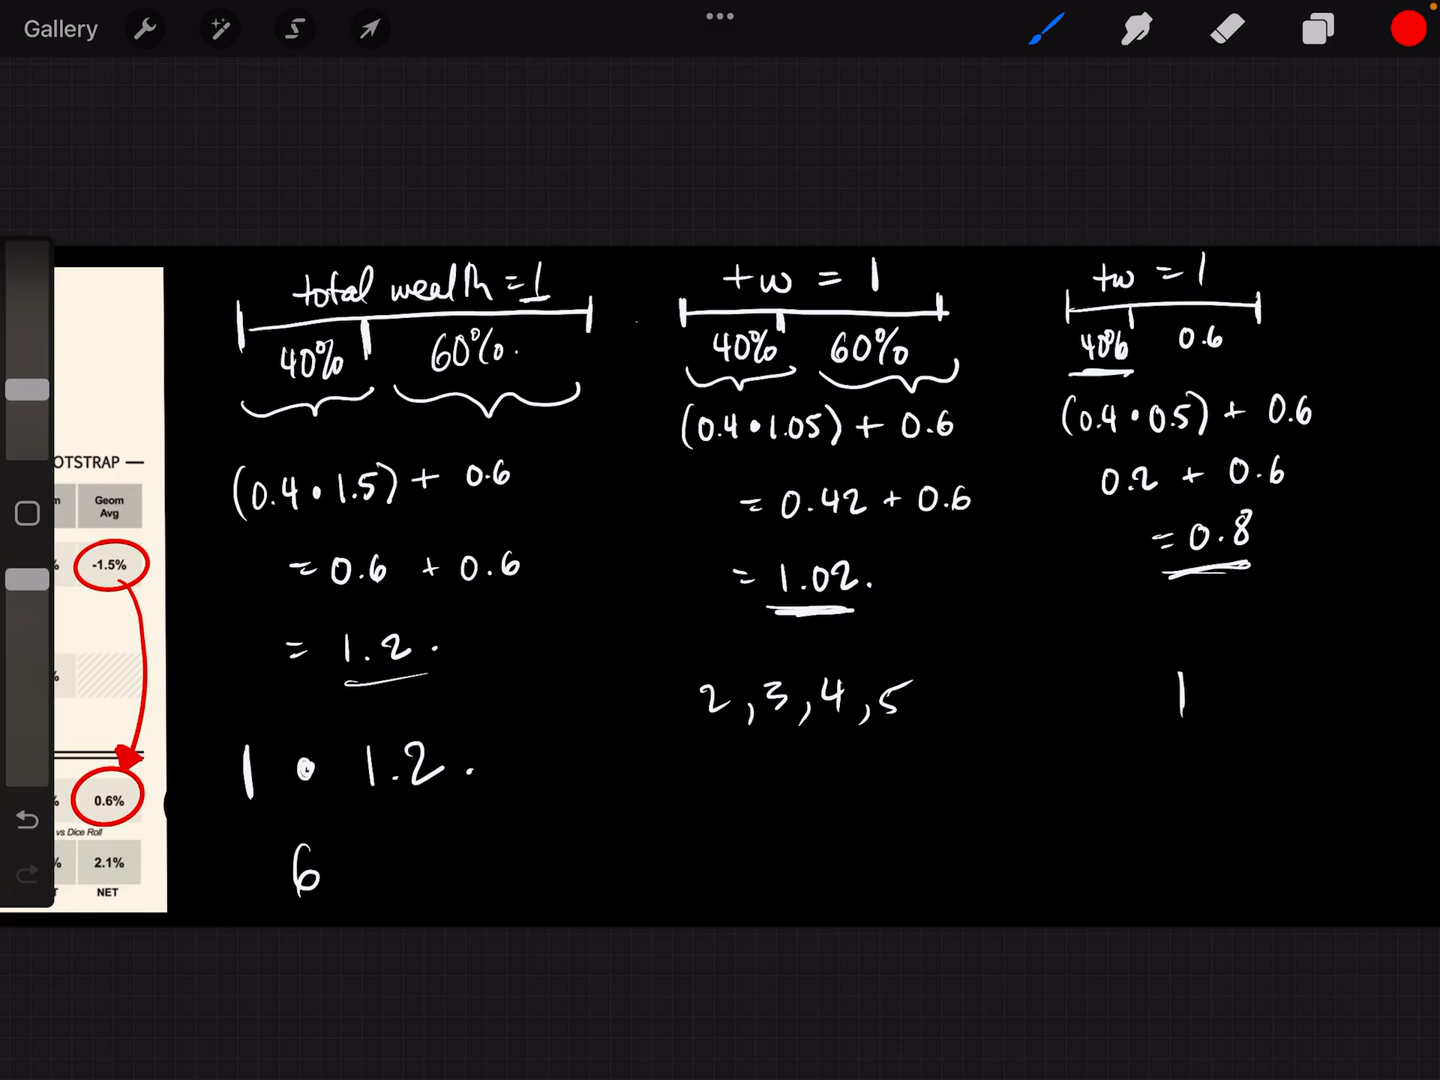 Gallery
OTSTRAP —
Geom
Avg
-1.5%
0.6%
vs Dice Roll
2.1%
NET
total wealth = 1
40% 60%.
(0.4 • 1.5) + 0.6
= 0.6 + 0.6
= 1.2.
1 • 1.2.
6
tw = 1
40% 60%
(0.4 • 1.05) + 0.6
= 0.42 + 0.6
= 1.02.
2, 3, 4, 5
tw = 1
40% 0.6
(0.4 • 0.5) + 0.6
0.2 + 0.6
= 0.8
1